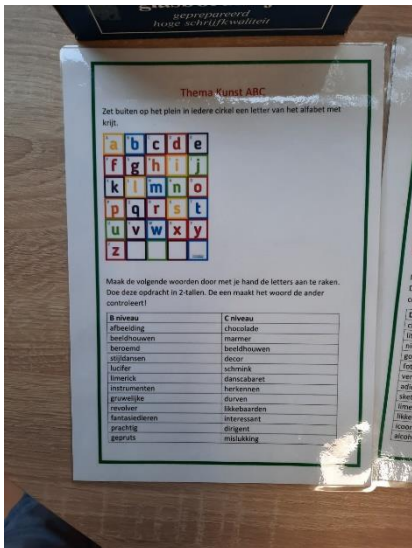 geprepareerd
hoge schrijfkwaliteit
Thema Kunst ABC
Zet buiten op het plein in iedere cirkel een letter van het alfabet met
krijt.
a b c d e
f g h i j
k l m n o
p q r s t
u v w x y
z
Maak de volgende woorden door met je hand de letters aan te raken.
Doe deze opdracht in 2-tallen. De een maakt het woord de ander
controleert!
B niveau C niveau
afbeelding chocolade
beeldhouwen marmer
beroemd beeldhouwen
stijldansen decor
lucifer schmink
limerick danscabaret
instrumenten herkennen
gruwelijke durven
revolver likkebaarden
fantasiedieren interessant
prachtig dirigent
gepruts mislukking